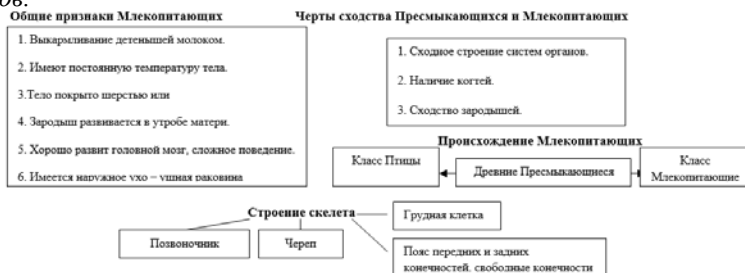 ов.
Общие признаки Млекопитающих
Черты сходства Пресмыкающихся и Млекопитающих
1. Выкармливание детенышей молоком.
2. Имеют постоянную температуру тела.
3.Тело покрыто шерстью или
4. Зародыш развивается в утробе матери.
5. Хорошо развит головной мозг, сложное поведение.
6. Имеется наружное ухо – ушная раковина
1. Сходное строение систем органов.
2. Наличие когтей.
3. Сходство зародышей.
Происхождение Млекопитающих
Класс Птицы
Древние Пресмыкающиеся
Класс
Млекопитающие
Строение скелета
Позвоночник
Череп
Грудная клетка
Пояс передних и задних
конечностей, свободные конечности